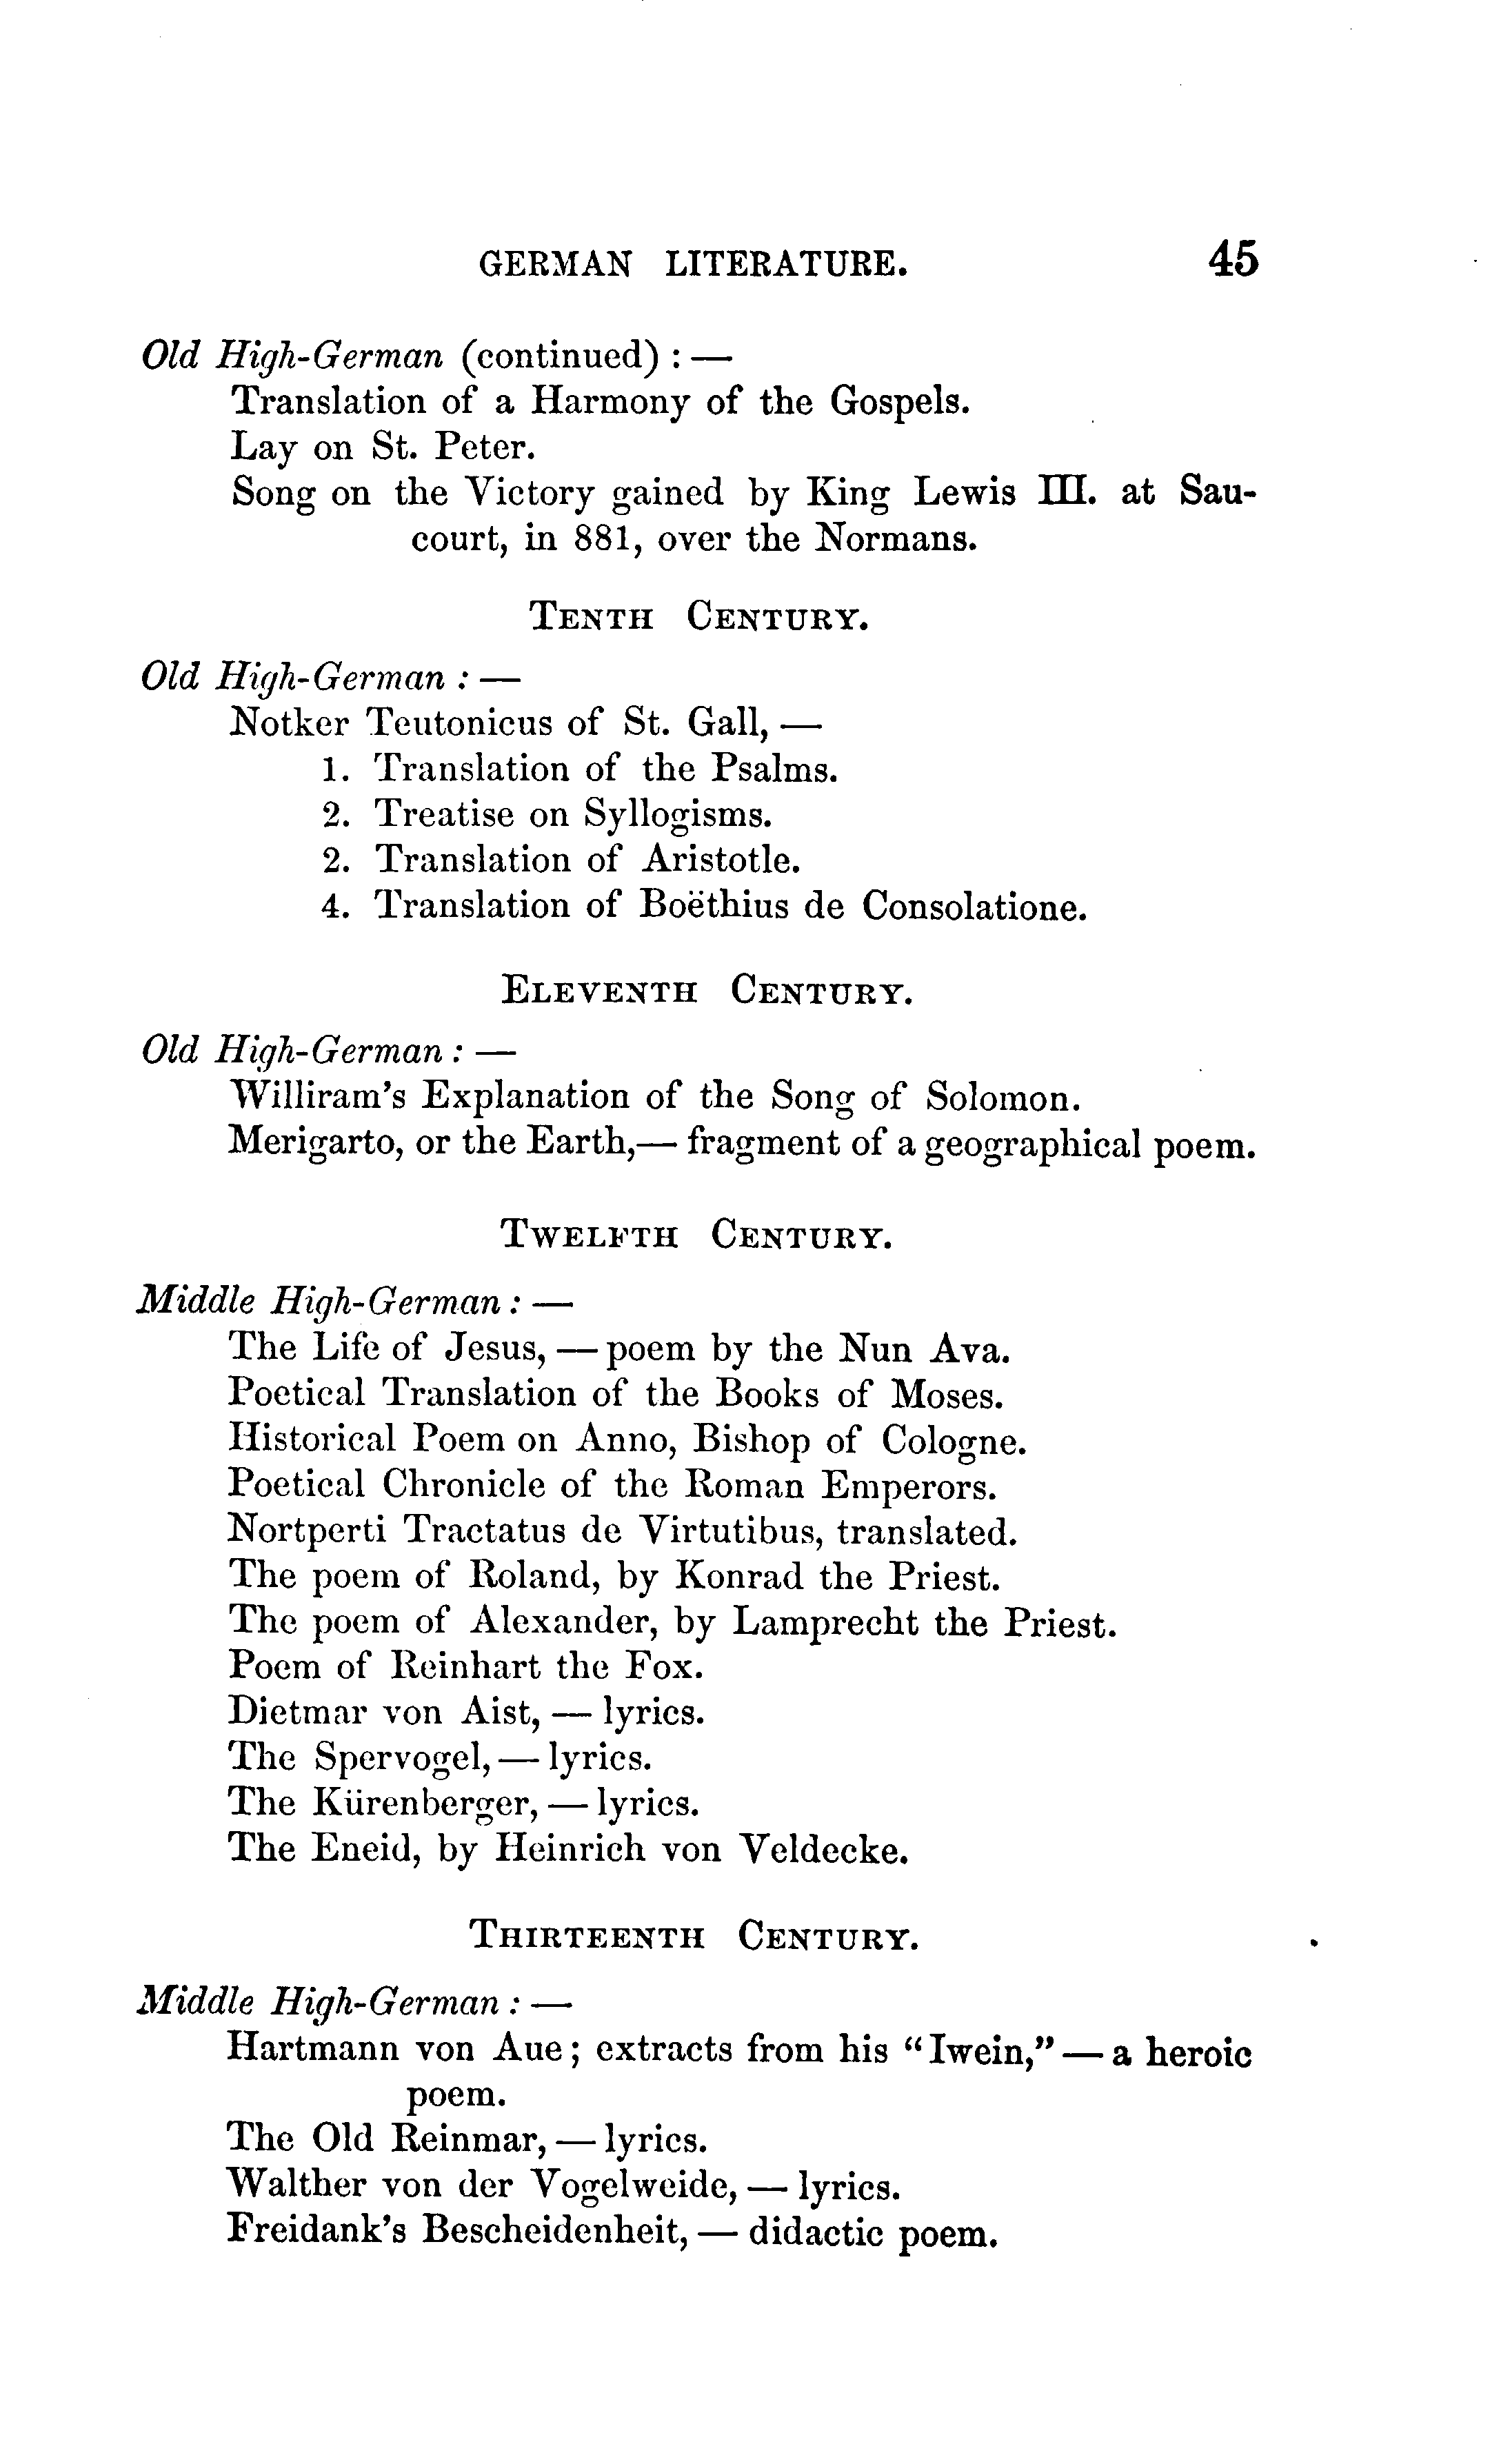 GERMAN LITERATURE. 45
Old High-German (continued) : —
Translation of a Harmony of the Gospels.
Lay on St. Peter.
Song on the Victory gained by King Lewis III. at Sau-
court, in 881, over the Normans.
TENTH CENTURY.
Old High-German : —
Notker Teutonicus of St. Gall, —
1. Translation of the Psalms.
2. Treatise on Syllogisms.
2. Translation of Aristotle.
4. Translation of Boëthius de Consolatione.
ELEVENTH CENTURY.
Old High-German : —
Williram's Explanation of the Song of Solomon.
Merigarto, or the Earth,— fragment of a geographical poem.
TWELFTH CENTURY.
Middle High-German : —
The Life of Jesus, — poem by the Nun Ava.
Poetical Translation of the Books of Moses.
Historical Poem on Anno, Bishop of Cologne.
Poetical Chronicle of the Roman Emperors.
Nortperti Tractatus de Virtutibus, translated.
The poem of Roland, by Konrad the Priest.
The poem of Alexander, by Lamprecht the Priest.
Poem of Reinhart the Fox.
Dietmar von Aist, — lyrics.
The Spervogel, — lyrics.
The Kürenberger, — lyrics.
The Eneid, by Heinrich von Veldecke.
THIRTEENTH CENTURY.
Middle High-German : —
Hartmann von Aue; extracts from his "Iwein," — a heroic
poem.
The Old Reinmar, — lyrics.
Walther von der Vogelweide, — lyrics.
Freidank's Bescheidenheit, — didactic poem.